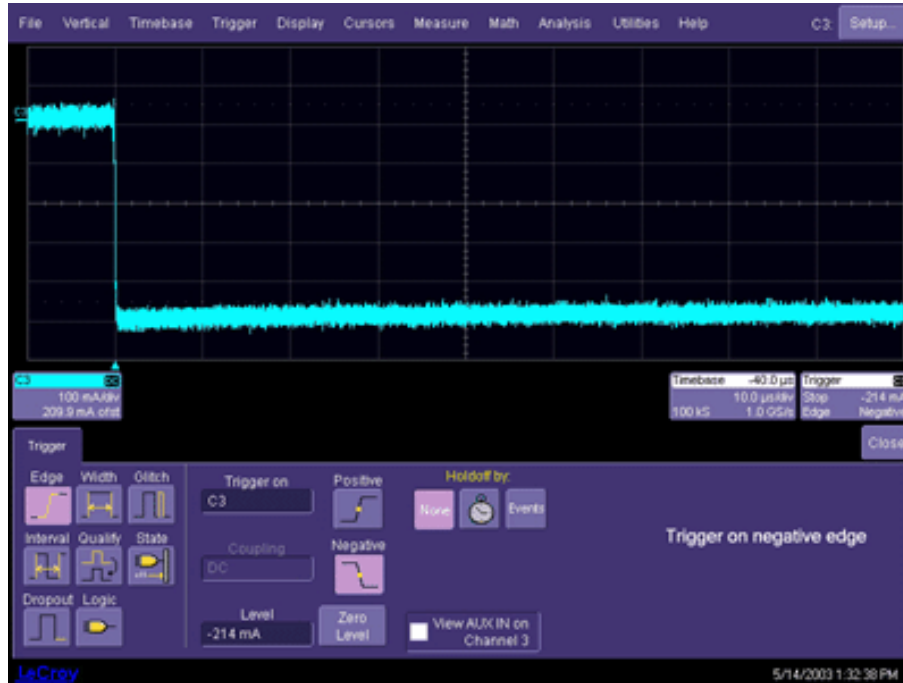 File Vertical Timebase Trigger Display Cursors Measure Math Analysis Utilities Help C3: Setup...
C3
C3 DC
100 mA/div
209.9 mA ofst
Timebase -40.0 µs
10.0 µs/div
100 kS 1.0 GS/s
Trigger
Stop -214 mA
Edge Negative
Trigger
Close
Edge Width Glitch
Interval Qualify State
Dropout Logic
Trigger on
C3
Coupling
DC
Level
-214 mA
Positive
Negative
Zero
Level
Holdoff by:
None
Events
View AUX IN on
Channel 3
Trigger on negative edge
LeCroy
5/14/2003 1:32:38 PM